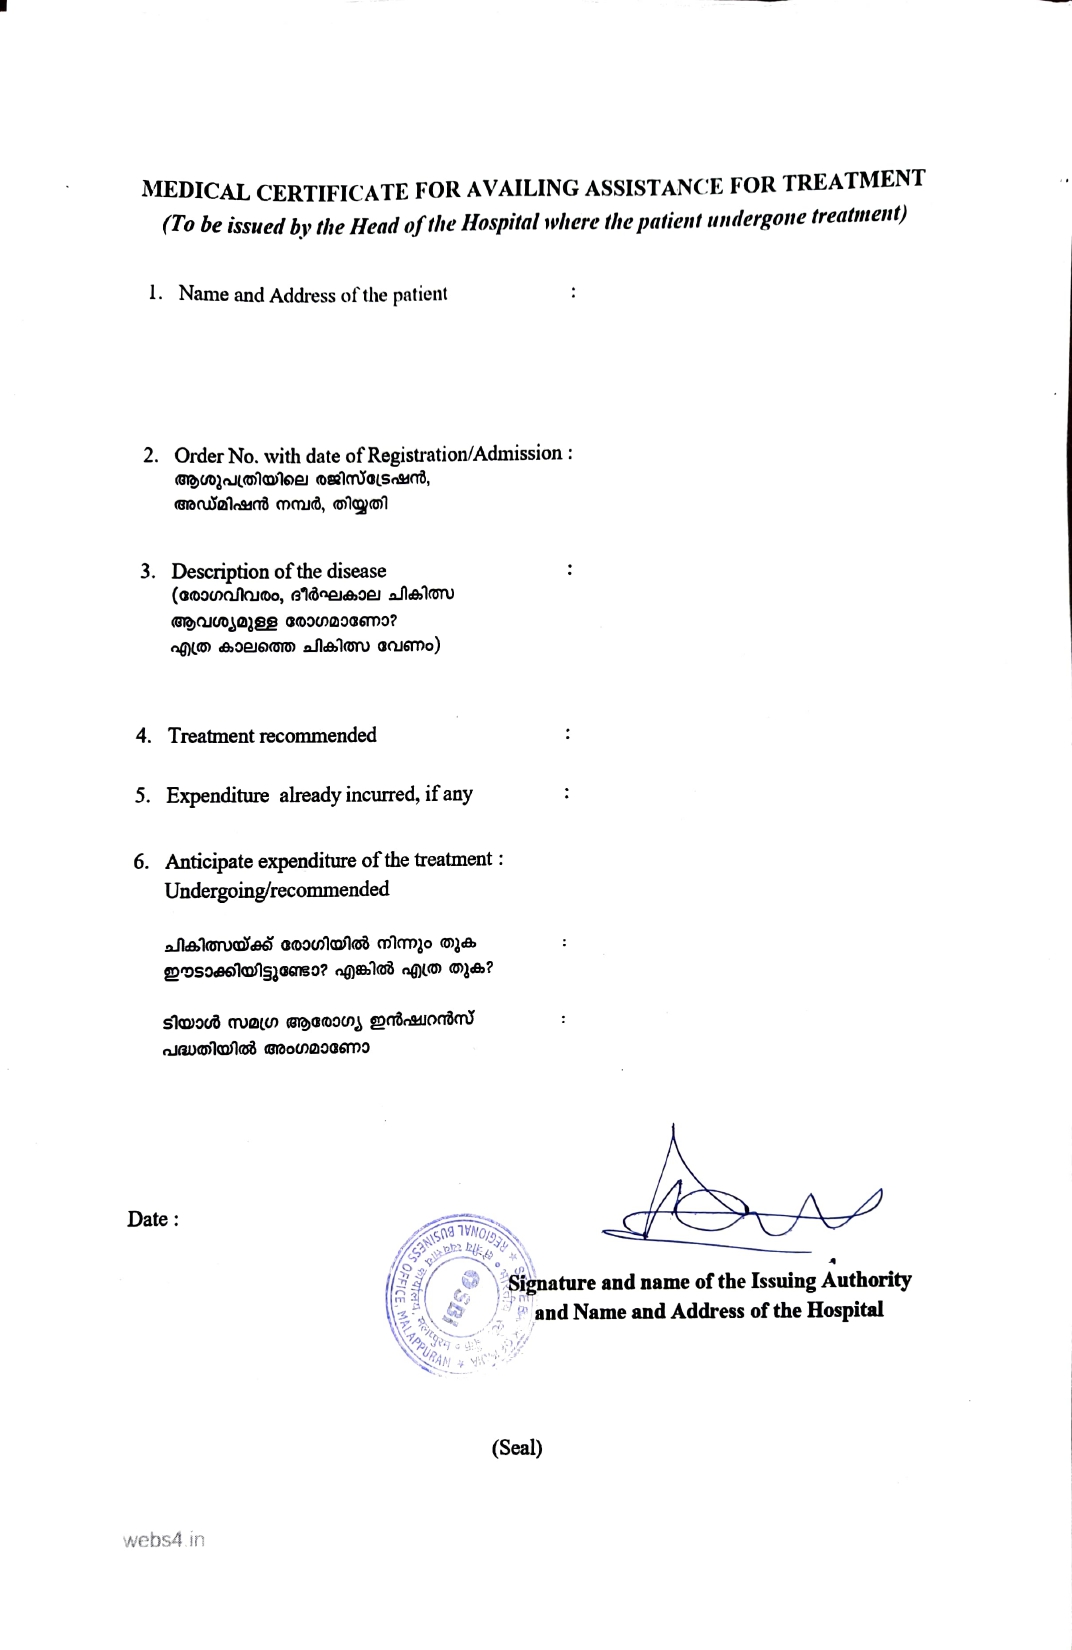 MEDICAL CERTIFICATE FOR AVAILING ASSISTANCE FOR TREATMENT
(To be issued by the Head of the Hospital where the patient undergone treatment)
1. Name and Address of the patient :
2. Order No. with date of Registration/Admission :
ആശുപത്രിയിലെ രജിസ്ട്രേഷൻ,
അഡ്മിഷൻ നമ്പർ, തിയ്യതി
3. Description of the disease :
(രോഗവിവരം, ദീർഘകാല ചികിത്സ
ആവശ്യമുള്ള രോഗമാണോ?
എത്ര കാലത്തെ ചികിത്സ വേണം)
4. Treatment recommended :
5. Expenditure already incurred, if any :
6. Anticipate expenditure of the treatment :
Undergoing/recommended
ചികിത്സയ്ക്ക് രോഗിയിൽ നിന്നും തുക :
ഈടാക്കിയിട്ടുണ്ടോ? എങ്കിൽ എത്ര തുക?
ടിയാൾ സമഗ്ര ആരോഗ്യ ഇൻഷുറൻസ് :
പദ്ധതിയിൽ അംഗമാണോ
Date :
REGIONAL BUSINESS OFFICE, MALAPPURAM
SBI
Signature and name of the Issuing Authority
and Name and Address of the Hospital
(Seal)
webs4.in